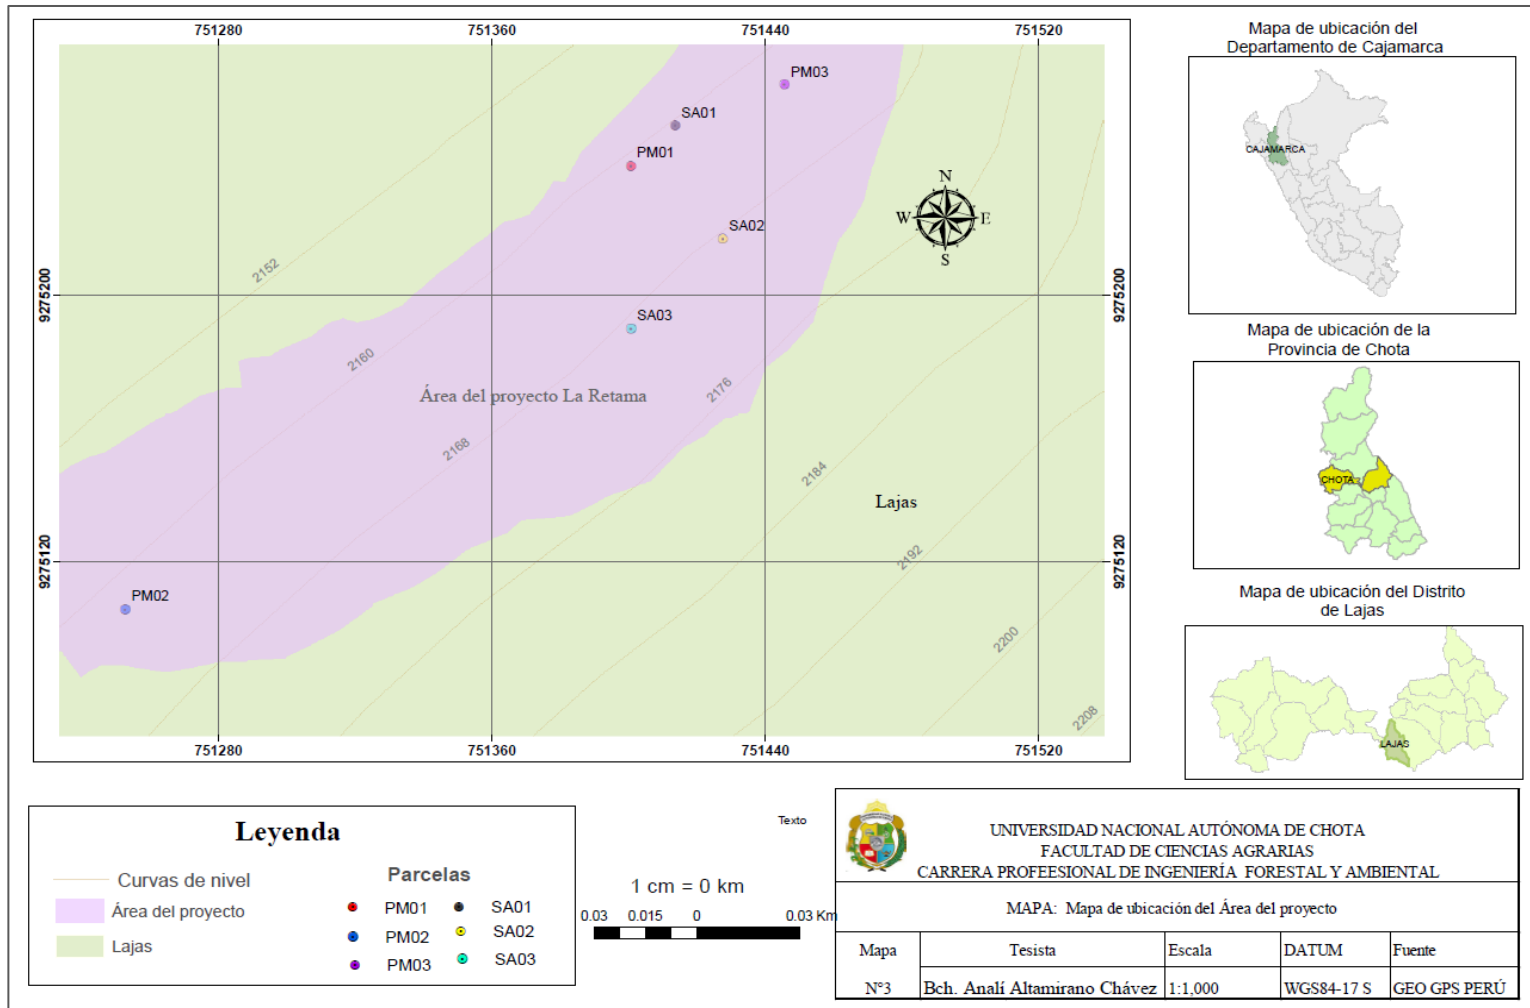 751280
751360
751440
751520
PM03
SA01
PM01
SA02
N
W
E
S
9275200
9275200
2152
SA03
2160
Área del proyecto La Retama
2176
2168
2184
Lajas
2192
9275120
9275120
PM02
2200
2208
751280
751360
751440
751520
Mapa de ubicación del
Departamento de Cajamarca
CAJAMARCA
Mapa de ubicación de la
Provincia de Chota
CHOTA
Mapa de ubicación del Distrito
de Lajas
LAJAS
Leyenda
Curvas de nivel
Área del proyecto
Lajas
Parcelas
PM01
SA01
PM02
SA02
PM03
SA03
Texto
1 cm = 0 km
0.03 0.015 0 0.03 Km
UNIVERSIDAD NACIONAL AUTÓNOMA DE CHOTA
FACULTAD DE CIENCIAS AGRARIAS
CARRERA PROFEESIONAL DE INGENIERÍA FORESTAL Y AMBIENTAL
MAPA: Mapa de ubicación del Área del proyecto
Mapa Tesista Escala DATUM Fuente
N°3 Bch. Analí Altamirano Chávez 1:1,000 WGS84-17 S GEO GPS PERÚ